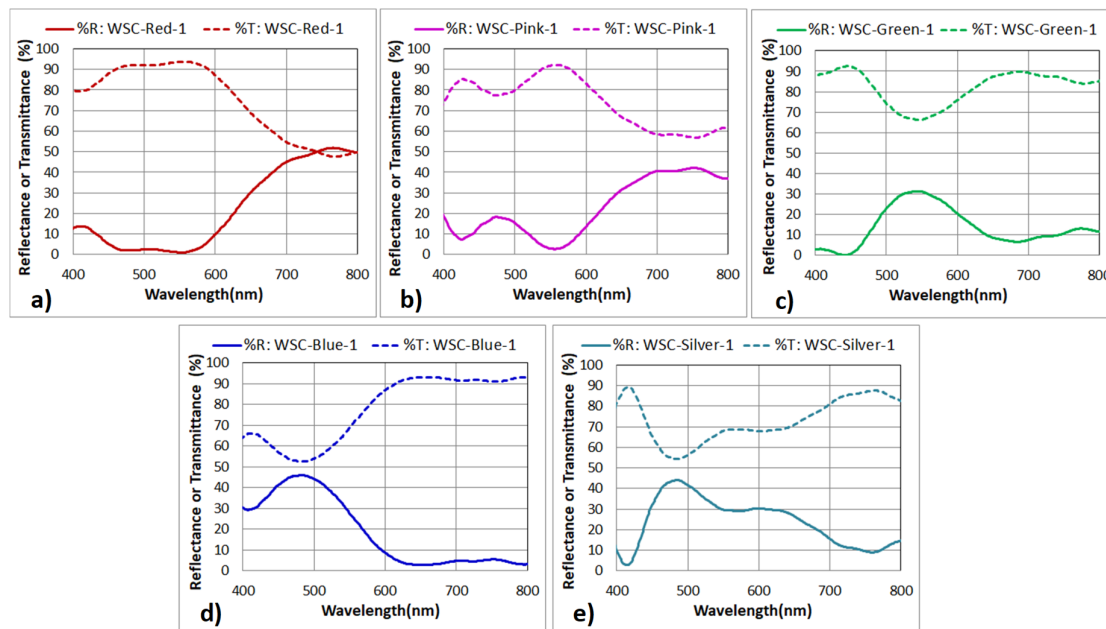 %R: WSC-Red-1 %T: WSC-Red-1
Reflectance or Transmittance (%)
100
90
80
70
60
50
40
30
20
10
0
400 500 600 700 800
Wavelength(nm)
a)
%R: WSC-Pink-1 %T: WSC-Pink-1
Reflectance or Transmittance (%)
100
90
80
70
60
50
40
30
20
10
0
400 500 600 700 800
Wavelength(nm)
b)
%R: WSC-Green-1 %T: WSC-Green-1
Reflectance or Transmittance (%)
100
90
80
70
60
50
40
30
20
10
0
400 500 600 700 800
Wavelength(nm)
c)
%R: WSC-Blue-1 %T: WSC-Blue-1
Reflectance or Transmittance (%)
100
90
80
70
60
50
40
30
20
10
0
400 500 600 700 800
Wavelength(nm)
d)
%R: WSC-Silver-1 %T: WSC-Silver-1
Reflectance or Transmittance (%)
100
90
80
70
60
50
40
30
20
10
0
400 500 600 700 800
Wavelength(nm)
e)